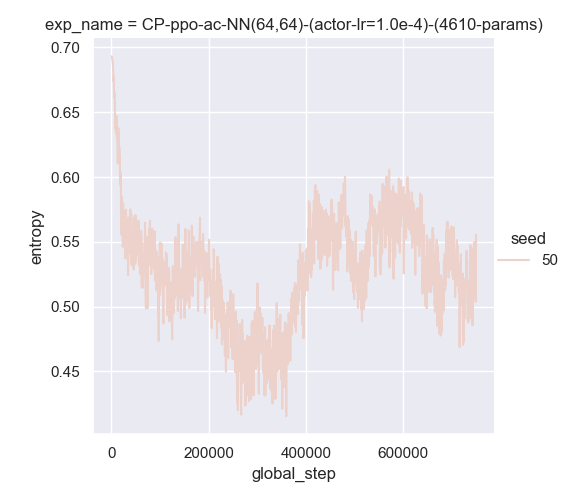 exp_name = CP-ppo-ac-NN(64,64)-(actor-lr=1.0e-4)-(4610-params)
0.70
0.65
0.60
0.55
0.50
0.45
entropy
0
200000
400000
600000
global_step
seed
50